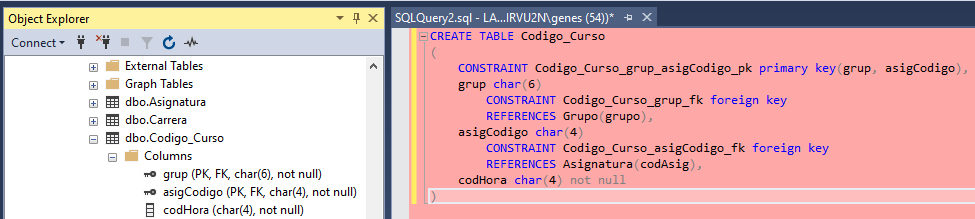 Object Explorer
Connect
External Tables
Graph Tables
dbo.Asignatura
dbo.Carrera
dbo.Codigo_Curso
Columns
grup (PK, FK, char(6), not null)
asigCodigo (PK, FK, char(4), not null)
codHora (char(4), not null)
SQLQuery2.sql - LA...IRVU2N\genes (54))*
CREATE TABLE Codigo_Curso
(
CONSTRAINT Codigo_Curso_grup_asigCodigo_pk primary key(grup, asigCodigo),
grup char(6)
CONSTRAINT Codigo_Curso_grup_fk foreign key
REFERENCES Grupo(grupo),
asigCodigo char(4)
CONSTRAINT Codigo_Curso_asigCodigo_fk foreign key
REFERENCES Asignatura(codAsig),
codHora char(4) not null
)